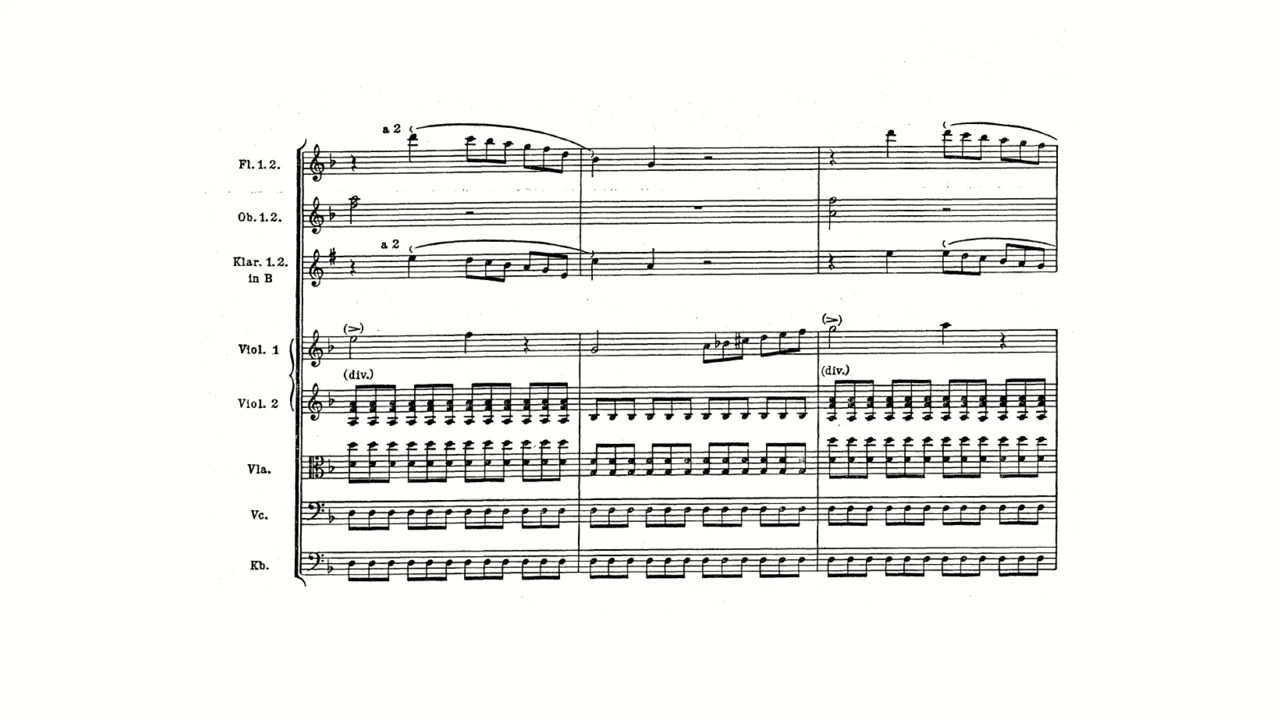 a 2
Fl. 1. 2.
Ob. 1. 2.
a 2
Klar. 1. 2.
in B
(>)
(>)
Viol. 1
(div.)
(div.)
Viol. 2
Vla.
Vc.
Kb.